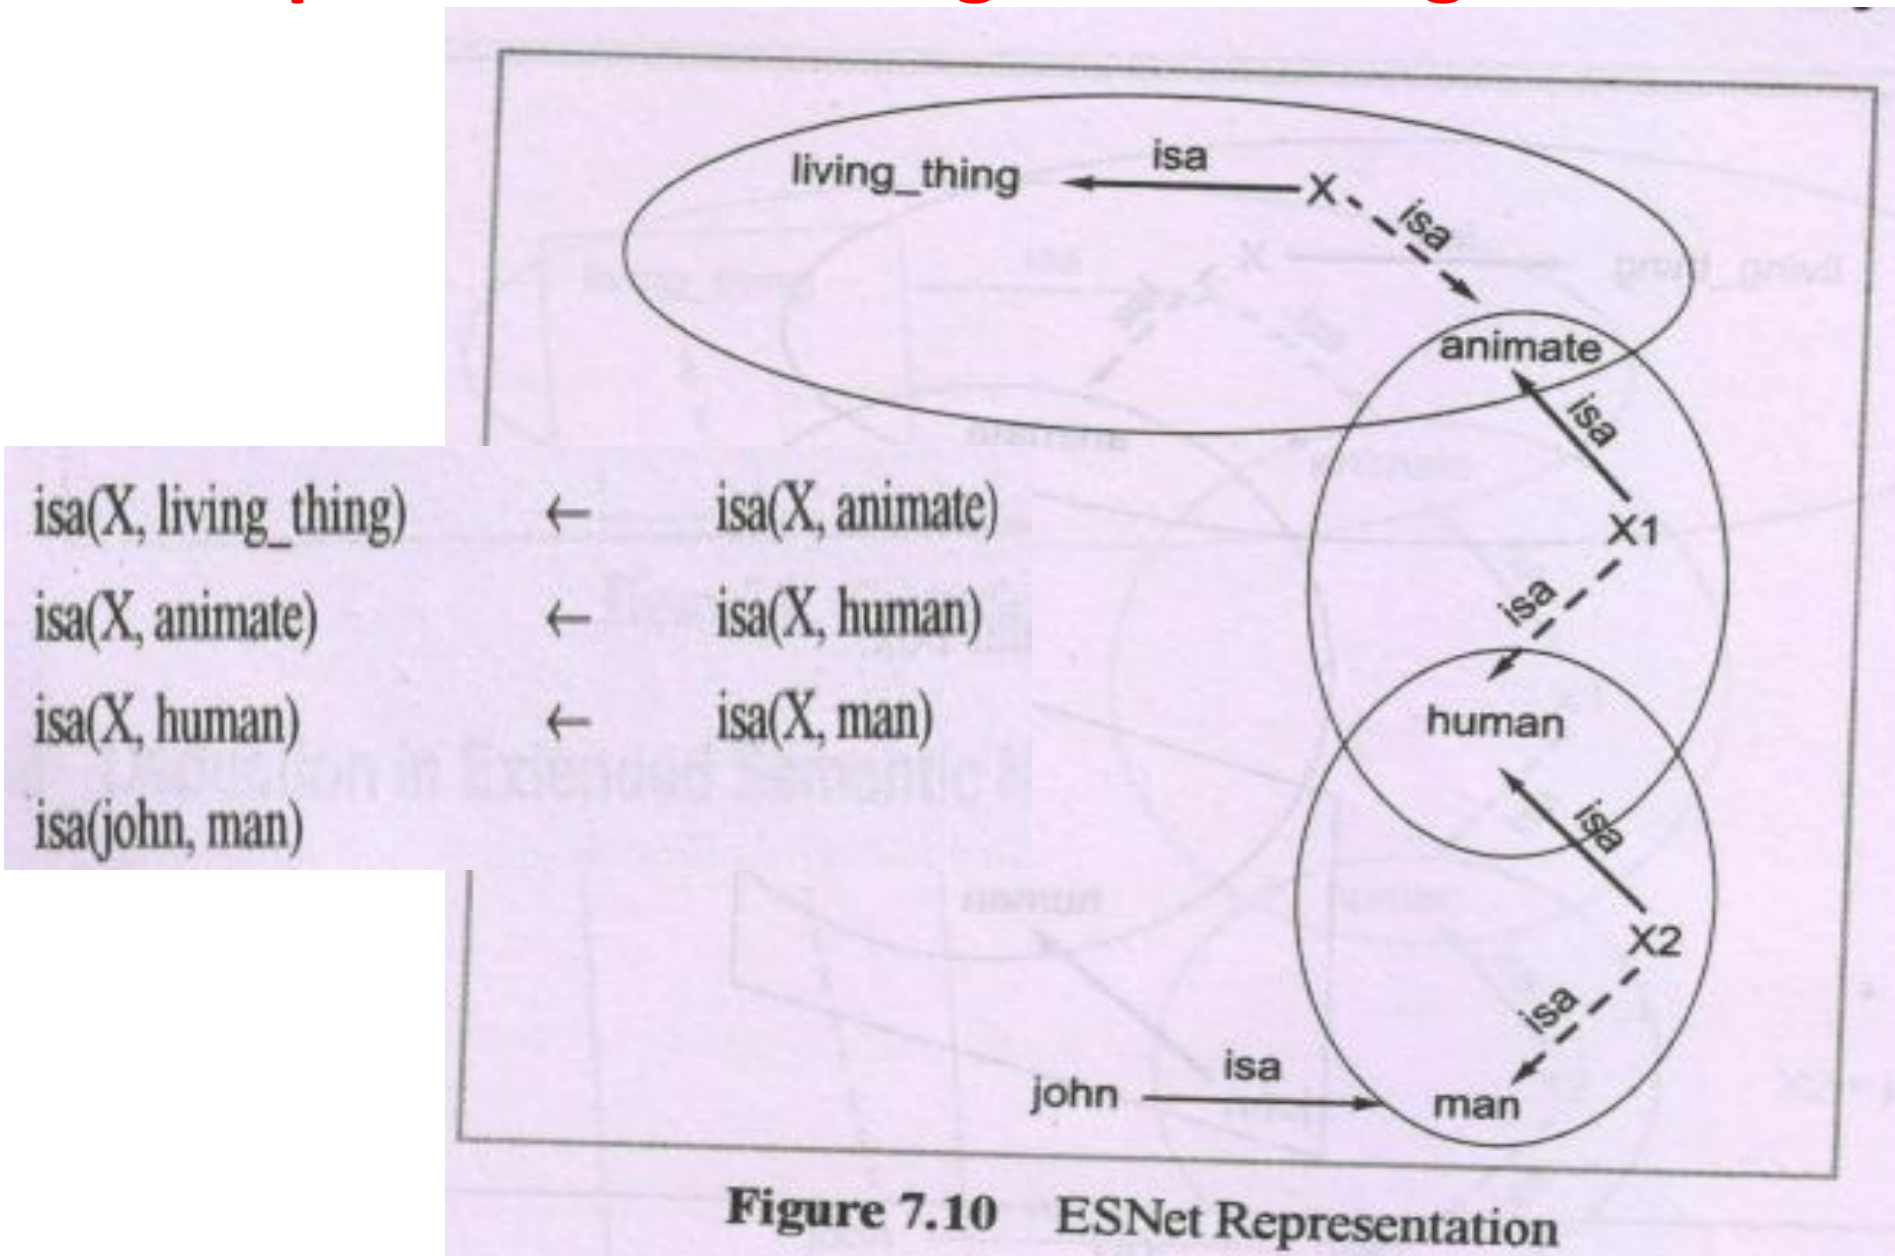 living_thing isa X
isa
animate
isa
X1
isa
human
isa
X2
isa
john isa man
isa(X, living_thing) ← isa(X, animate)
isa(X, animate) ← isa(X, human)
isa(X, human) ← isa(X, man)
isa(john, man)
Figure 7.10 ESNet Representation